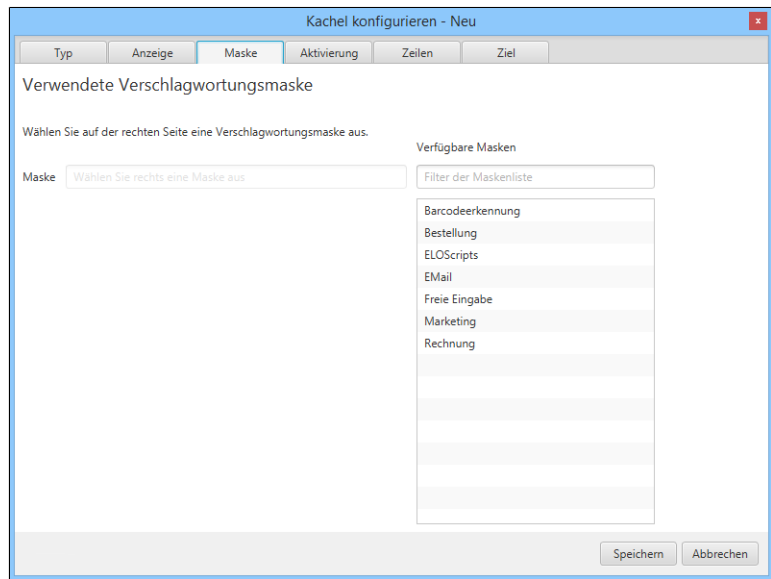 Kachel konfigurieren - Neu
x
Typ Anzeige Maske Aktivierung Zeilen Ziel
Verwendete Verschlagwortungsmaske
Wählen Sie auf der rechten Seite eine Verschlagwortungsmaske aus.
Verfügbare Masken
Maske Wählen Sie rechts eine Maske aus Filter der Maskenliste
Barcodeerkennung
Bestellung
ELOScripts
EMail
Freie Eingabe
Marketing
Rechnung
Speichern Abbrechen